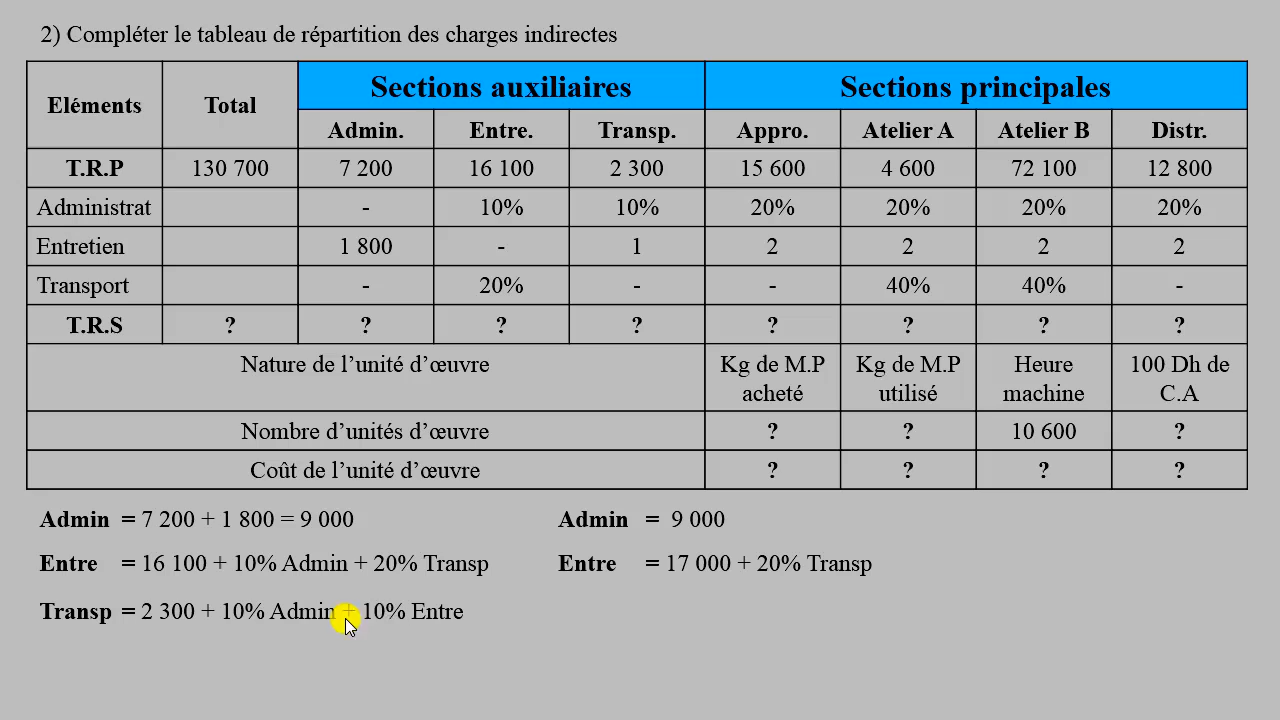 2) Compléter le tableau de répartition des charges indirectes
Eléments Total Sections auxiliaires Sections principales
Admin. Entre. Transp. Appro. Atelier A Atelier B Distr.
T.R.P 130 700 7 200 16 100 2 300 15 600 4 600 72 100 12 800
Administrat - 10% 10% 20% 20% 20% 20%
Entretien 1 800 - 1 2 2 2 2
Transport - 20% - - 40% 40% -
T.R.S ? ? ? ? ? ? ? ?
Nature de l’unité d’œuvre Kg de M.P acheté Kg de M.P utilisé Heure machine 100 Dh de C.A
Nombre d’unités d’œuvre ? ? 10 600 ?
Coût de l’unité d’œuvre ? ? ? ?
Admin = 7 200 + 1 800 = 9 000 Admin = 9 000
Entre = 16 100 + 10% Admin + 20% Transp Entre = 17 000 + 20% Transp
Transp = 2 300 + 10% Admin + 10% Entre